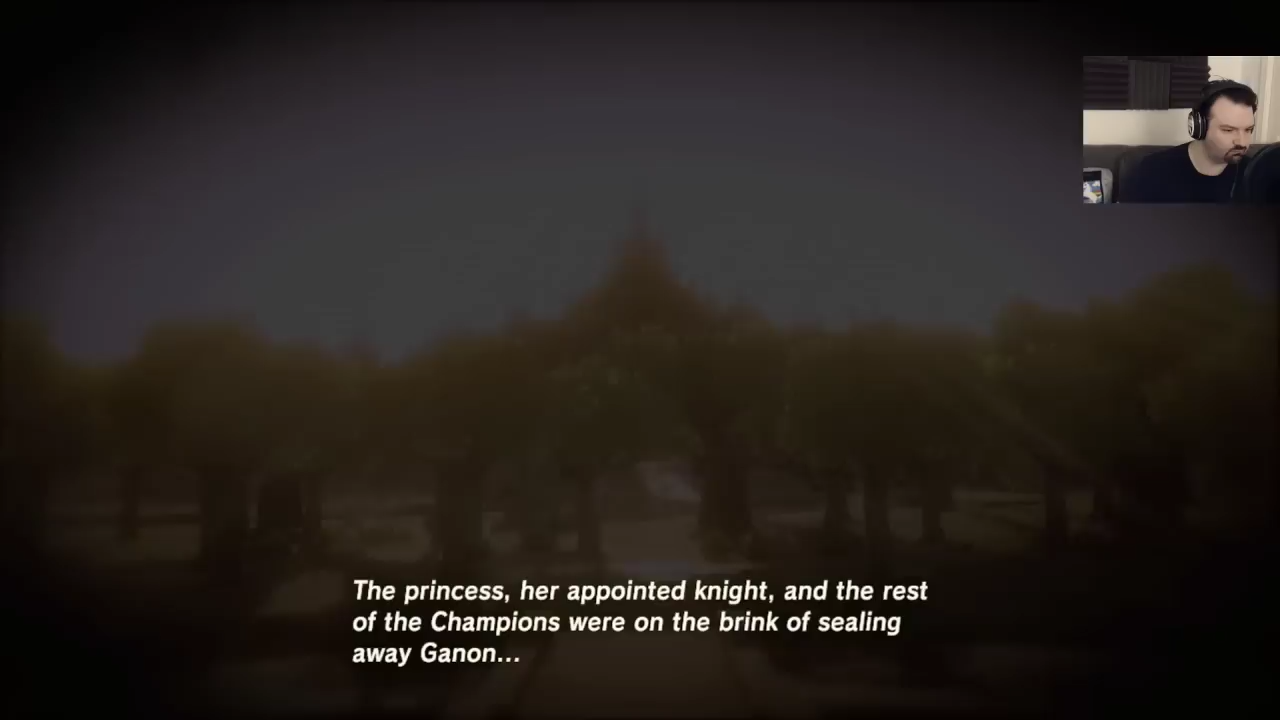 The princess, her appointed knight, and the rest
of the Champions were on the brink of sealing
away Ganon...